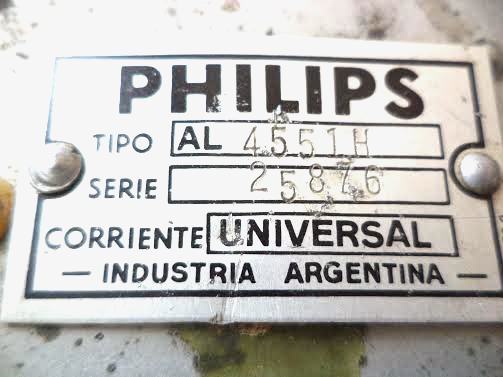 PHILIPS
TIPO AL 4551H
SERIE 25876
CORRIENTE UNIVERSAL
— INDUSTRIA ARGENTINA —